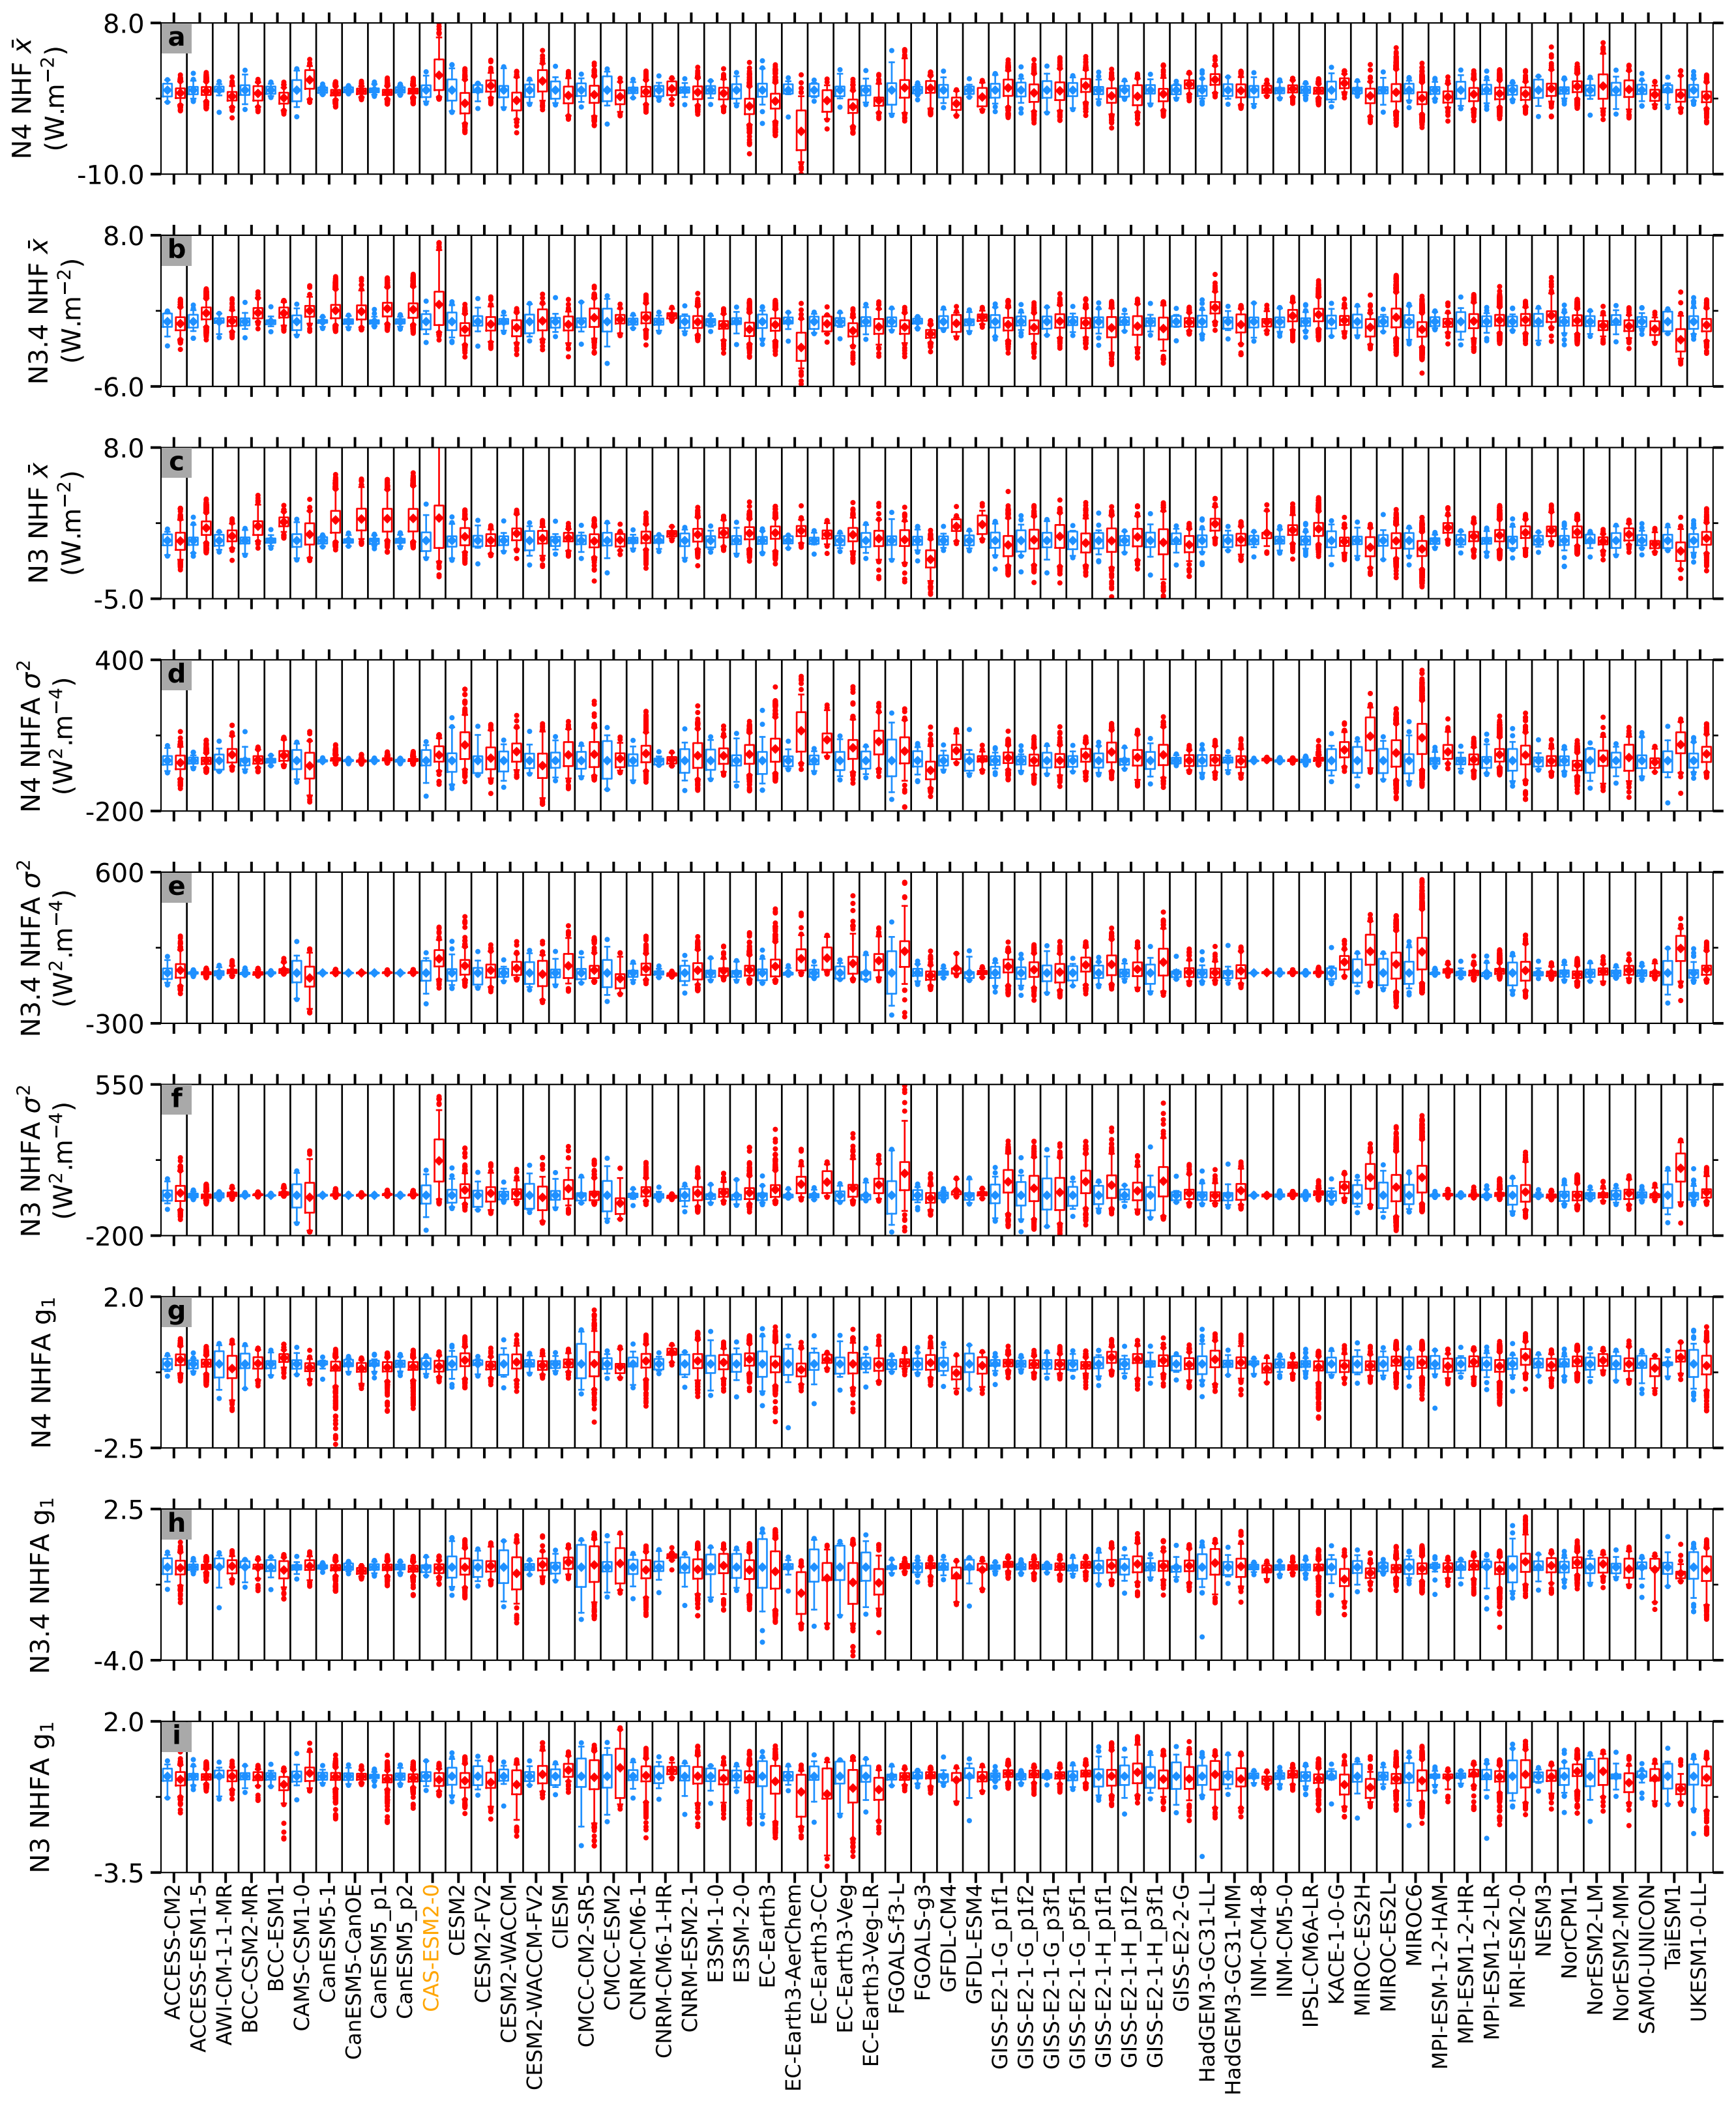 a
N4 NHF x̄
(W.m⁻²)
8.0
-10.0
b
N3.4 NHF x̄
(W.m⁻²)
8.0
-6.0
c
N3 NHF x̄
(W.m⁻²)
8.0
-5.0
d
N4 NHFA σ²
(W².m⁻⁴)
400
-200
e
N3.4 NHFA σ²
(W².m⁻⁴)
600
-300
f
N3 NHFA σ²
(W².m⁻⁴)
550
-200
g
N4 NHFA g₁
2.0
-2.5
h
N3.4 NHFA g₁
2.5
-4.0
i
N3 NHFA g₁
2.0
-3.5
ACCESS-CM2
ACCESS-ESM1-5
AWI-CM-1-1-MR
BCC-CSM2-MR
BCC-ESM1
CAMS-CSM1-0
CanESM5-1
CanESM5-CanOE
CanESM5_p1
CanESM5_p2
CAS-ESM2-0
CESM2
CESM2-FV2
CESM2-WACCM
CESM2-WACCM-FV2
CIESM
CMCC-CM2-SR5
CMCC-ESM2
CNRM-CM6-1
CNRM-CM6-1-HR
CNRM-ESM2-1
E3SM-1-0
E3SM-2-0
EC-Earth3
EC-Earth3-AerChem
EC-Earth3-CC
EC-Earth3-Veg
EC-Earth3-Veg-LR
FGOALS-f3-L
FGOALS-g3
GFDL-CM4
GFDL-ESM4
GISS-E2-1-G_p1f1
GISS-E2-1-G_p1f2
GISS-E2-1-G_p3f1
GISS-E2-1-G_p5f1
GISS-E2-1-H_p1f1
GISS-E2-1-H_p1f2
GISS-E2-1-H_p3f1
GISS-E2-2-G
HadGEM3-GC31-LL
HadGEM3-GC31-MM
INM-CM4-8
INM-CM5-0
IPSL-CM6A-LR
KACE-1-0-G
MIROC-ES2H
MIROC-ES2L
MIROC6
MPI-ESM-1-2-HAM
MPI-ESM1-2-HR
MPI-ESM1-2-LR
MRI-ESM2-0
NESM3
NorCPM1
NorESM2-LM
NorESM2-MM
SAM0-UNICON
TaiESM1
UKESM1-0-LL